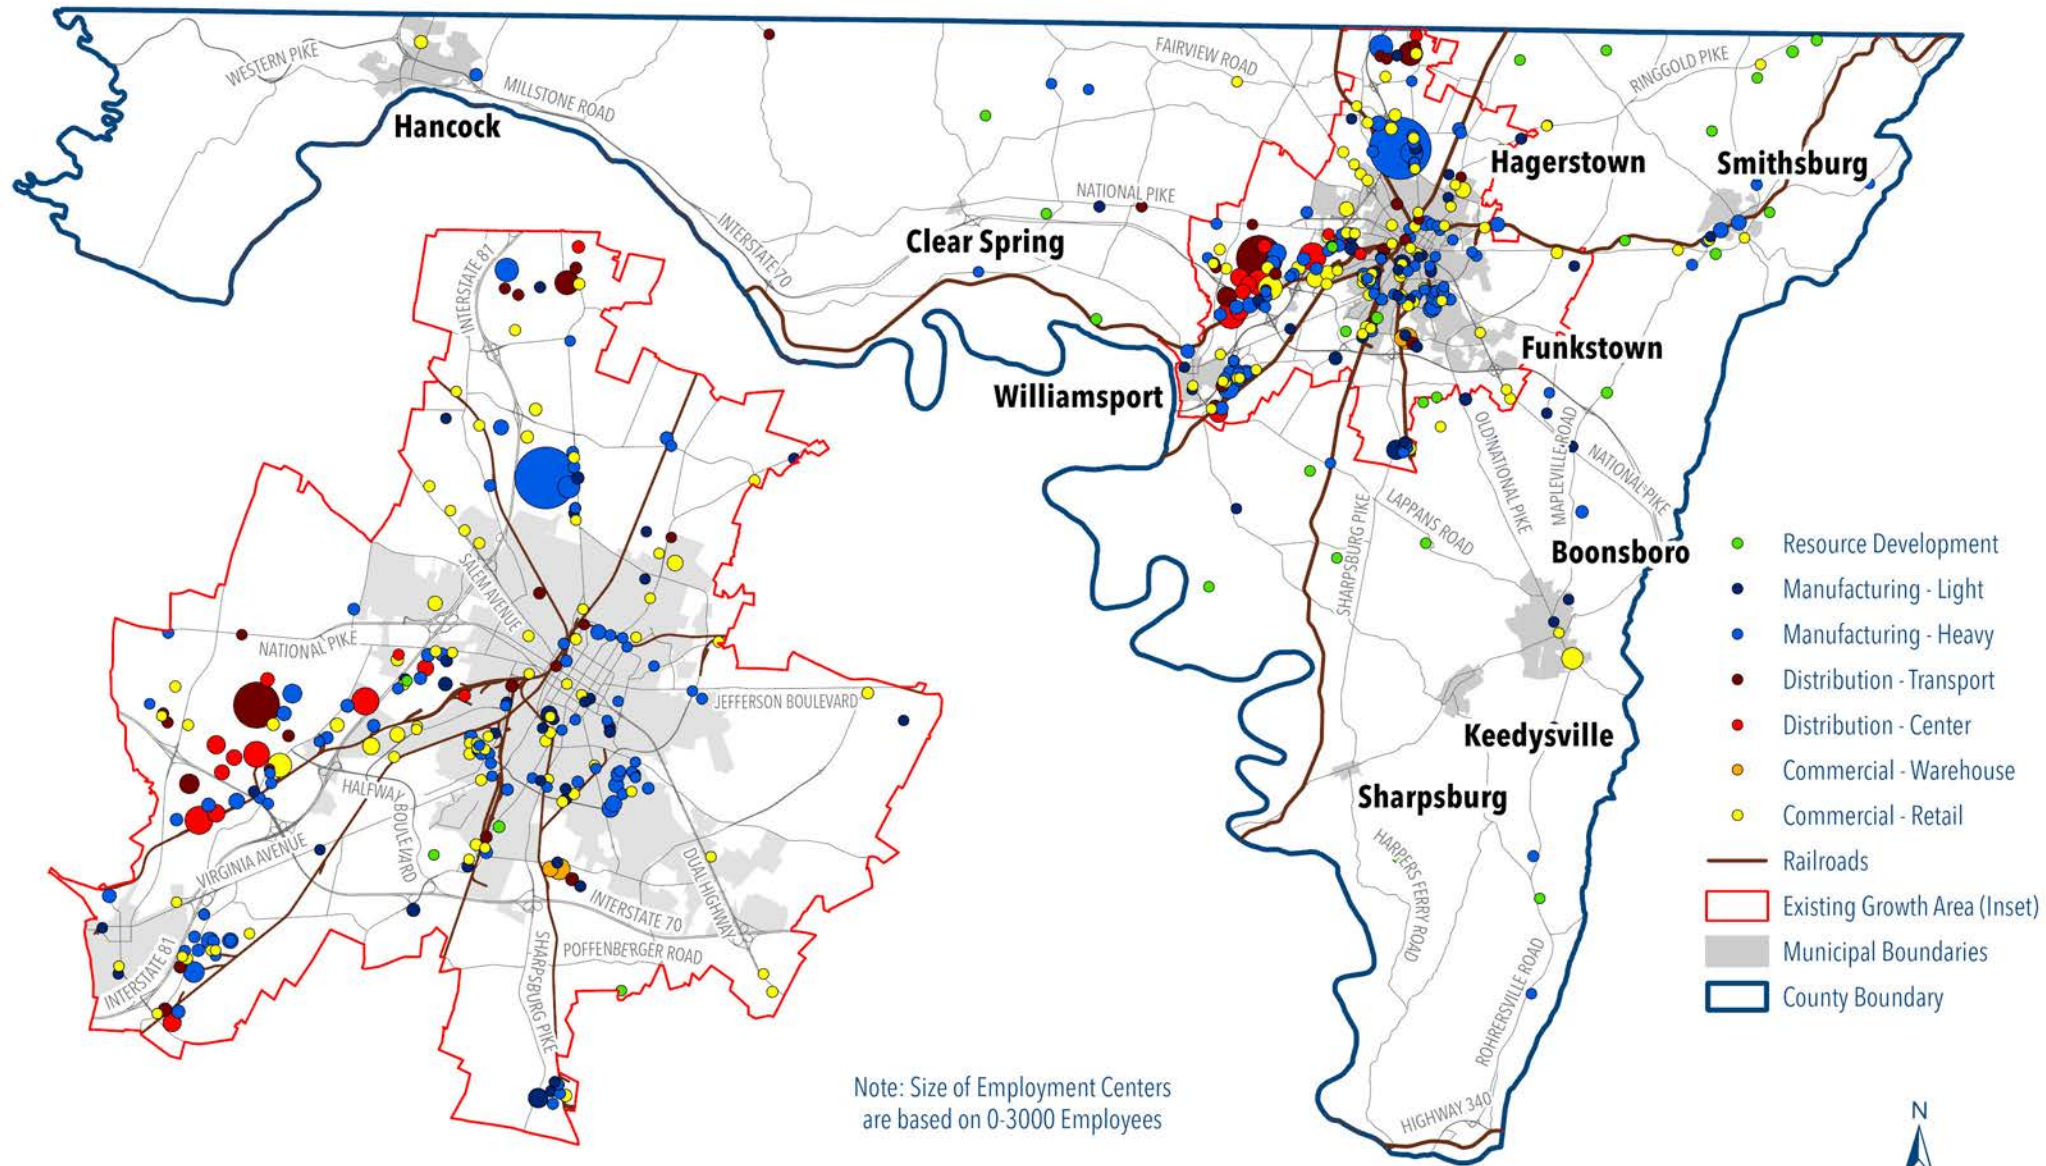 WESTERN PIKE
MILLSTONE ROAD
Hancock
FAIRVIEW ROAD
RINGGOLD PIKE
Hagerstown
Smithsburg
NATIONAL PIKE
INTERSTATE 70
Clear Spring
Williamsport
Funkstown
OLD NATIONAL PIKE
MAPLEVILLE ROAD
NATIONAL PIKE
SHARPSBURG PIKE
LAPPANS ROAD
Boonsboro
Keedysville
Sharpsburg
HARPERS FERRY ROAD
ROHRERSVILLE ROAD
HIGHWAY 340
INTERSTATE 81
SALEM AVENUE
NATIONAL PIKE
JEFFERSON BOULEVARD
HALFWAY BOULEVARD
VIRGINIA AVENUE
DUAL HIGHWAY
INTERSTATE 70
POFFENBERGER ROAD
INTERSTATE 81
SHARPSBURG PIKE
Resource Development
Manufacturing - Light
Manufacturing - Heavy
Distribution - Transport
Distribution - Center
Commercial - Warehouse
Commercial - Retail
Railroads
Existing Growth Area (Inset)
Municipal Boundaries
County Boundary
Note: Size of Employment Centers
are based on 0-3000 Employees
N